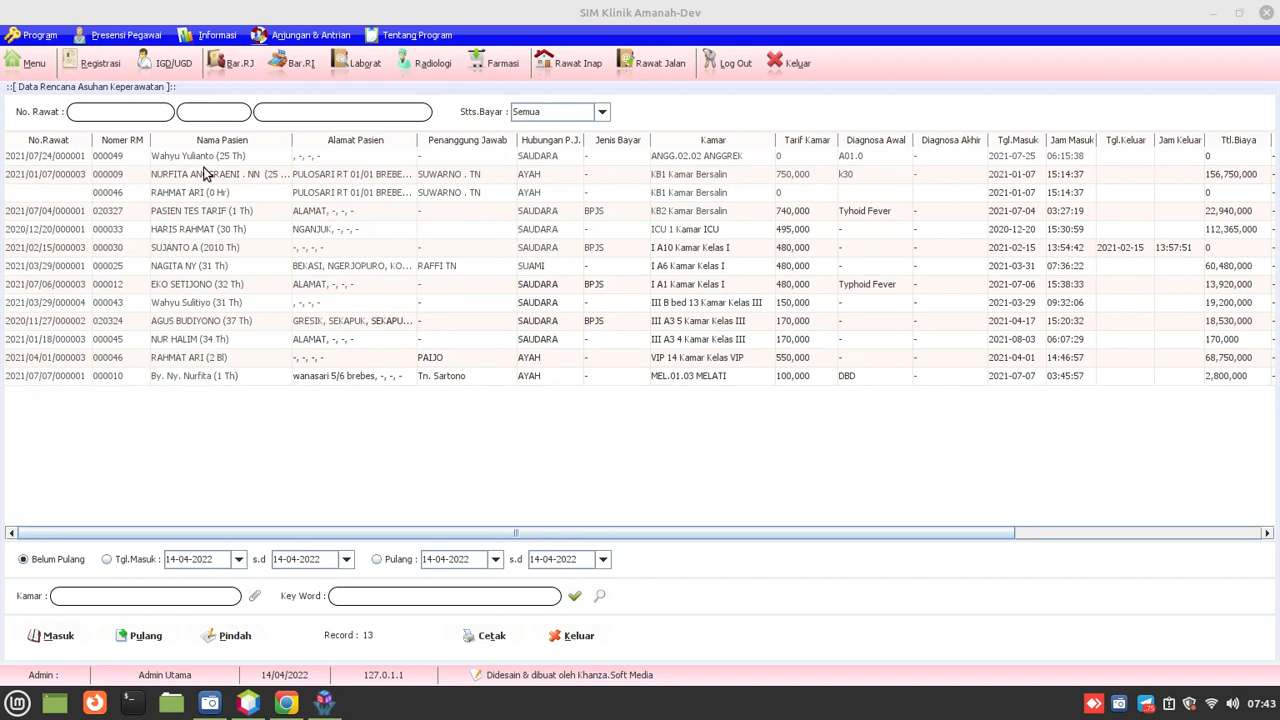 SIM Klinik Amanah-Dev
Program Presensi Pegawai Informasi Anjungan & Antrian Tentang Program
Menu Registrasi IGD/UGD Bar.RJ Bar.RI Laborat Radiologi Farmasi Rawat Inap Rawat Jalan Log Out Keluar
::[ Data Rencana Asuhan Keperawatan ]::
No. Rawat : Stts.Bayar : Semua
No.Rawat Nomer RM Nama Pasien Alamat Pasien Penanggung Jawab Hubungan P.J. Jenis Bayar Kamar Tarif Kamar Diagnosa Awal Diagnosa Akhir Tgl.Masuk Jam Masuk Tgl.Keluar Jam Keluar Ttl.Biaya
2021/07/24/000001 000049 Wahyu Yulianto (25 Th) , -, -, - - SAUDARA - ANGG.02.02 ANGGREK 0 A01.0 - 2021-07-25 06:15:38 0 -
2021/01/07/000003 000009 NURFITA ANGGRAENI . NN (25 ... PULOSARI RT 01/01 BREBE... SUWARNO . TN AYAH - KB1 Kamar Bersalin 750,000 k30 - 2021-01-07 15:14:37 156,750,000 -
000046 RAHMAT ARI (0 Hr) PULOSARI RT 01/01 BREBE... SUWARNO . TN AYAH - KB1 Kamar Bersalin 0 - 2021-01-07 15:14:37 0 -
2021/07/04/000001 020327 PASIEN TES TARIF (1 Th) ALAMAT, -, -, - - SAUDARA BPJS KB2 Kamar Bersalin 740,000 Tyhoid Fever - 2021-07-04 03:27:19 22,940,000 -
2020/12/20/000001 000033 HARIS RAHMAT (30 Th) NGANJUK, -, -, - SAUDARA - ICU 1 Kamar ICU 495,000 - - 2020-12-20 15:30:59 112,365,000 -
2021/02/15/000003 000030 SUJANTO A (2010 Th) -, -, -, - - SAUDARA BPJS I A10 Kamar Kelas I 480,000 - - 2021-02-15 13:54:42 2021-02-15 13:57:51 0 -
2021/03/29/000001 000025 NAGITA NY (31 Th) BEKASI, NGERJOPURO, KO... RAFFI TN SUAMI - I A6 Kamar Kelas I 480,000 - - 2021-03-31 07:36:22 60,480,000 -
2021/07/06/000003 000012 EKO SETIJONO (32 Th) ALAMAT, -, -, - - SAUDARA BPJS I A1 Kamar Kelas I 480,000 Typhoid Fever - 2021-07-06 15:38:33 13,920,000 -
2021/03/29/000004 000043 Wahyu Sulitiyo (31 Th) , -, -, - - SAUDARA - III B bed 13 Kamar Kelas III 150,000 - - 2021-03-29 09:32:06 19,200,000 -
2020/11/27/000002 020324 AGUS BUDIYONO (37 Th) GRESIK, SEKAPUK, SEKAPU... - SAUDARA BPJS III A3 5 Kamar Kelas III 170,000 - - 2021-04-17 15:20:32 18,530,000 -
2021/01/18/000003 000045 NUR HALIM (34 Th) ALAMAT, -, -, - SAUDARA - III A3 4 Kamar Kelas III 170,000 - - 2021-08-03 06:07:29 170,000 -
2021/04/01/000003 000046 RAHMAT ARI (2 Bl) -, -, -, - PAIJO AYAH - VIP 14 Kamar Kelas VIP 550,000 - - 2021-04-01 14:46:57 68,750,000 -
2021/07/07/000001 000010 By. Ny. Nurfita (1 Th) wanasari 5/6 brebes, -, -, - Tn. Sartono AYAH - MEL.01.03 MELATI 100,000 DBD - 2021-07-07 03:45:57 2,800,000 -
Belum Pulang Tgl.Masuk : 14-04-2022 s.d 14-04-2022 Pulang : 14-04-2022 s.d 14-04-2022
Kamar : Key Word :
Masuk Pulang Pindah Record : 13 Cetak Keluar
Admin : Admin Utama 14/04/2022 127.0.1.1 Didesain & dibuat oleh Khanza.Soft Media
75 07:43